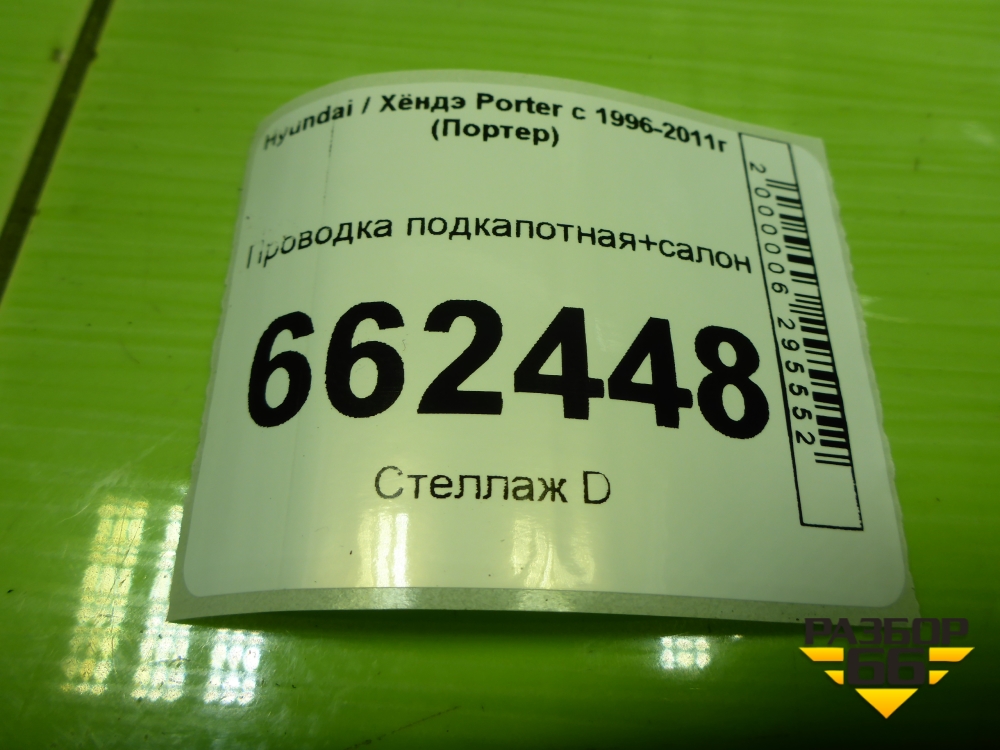 Hyundai / Хёндэ Porter с 1996-2011г
(Портер)
Проводка подкапотная+салон
662448
Стеллаж D
2000006295552
РАЗБОР
66